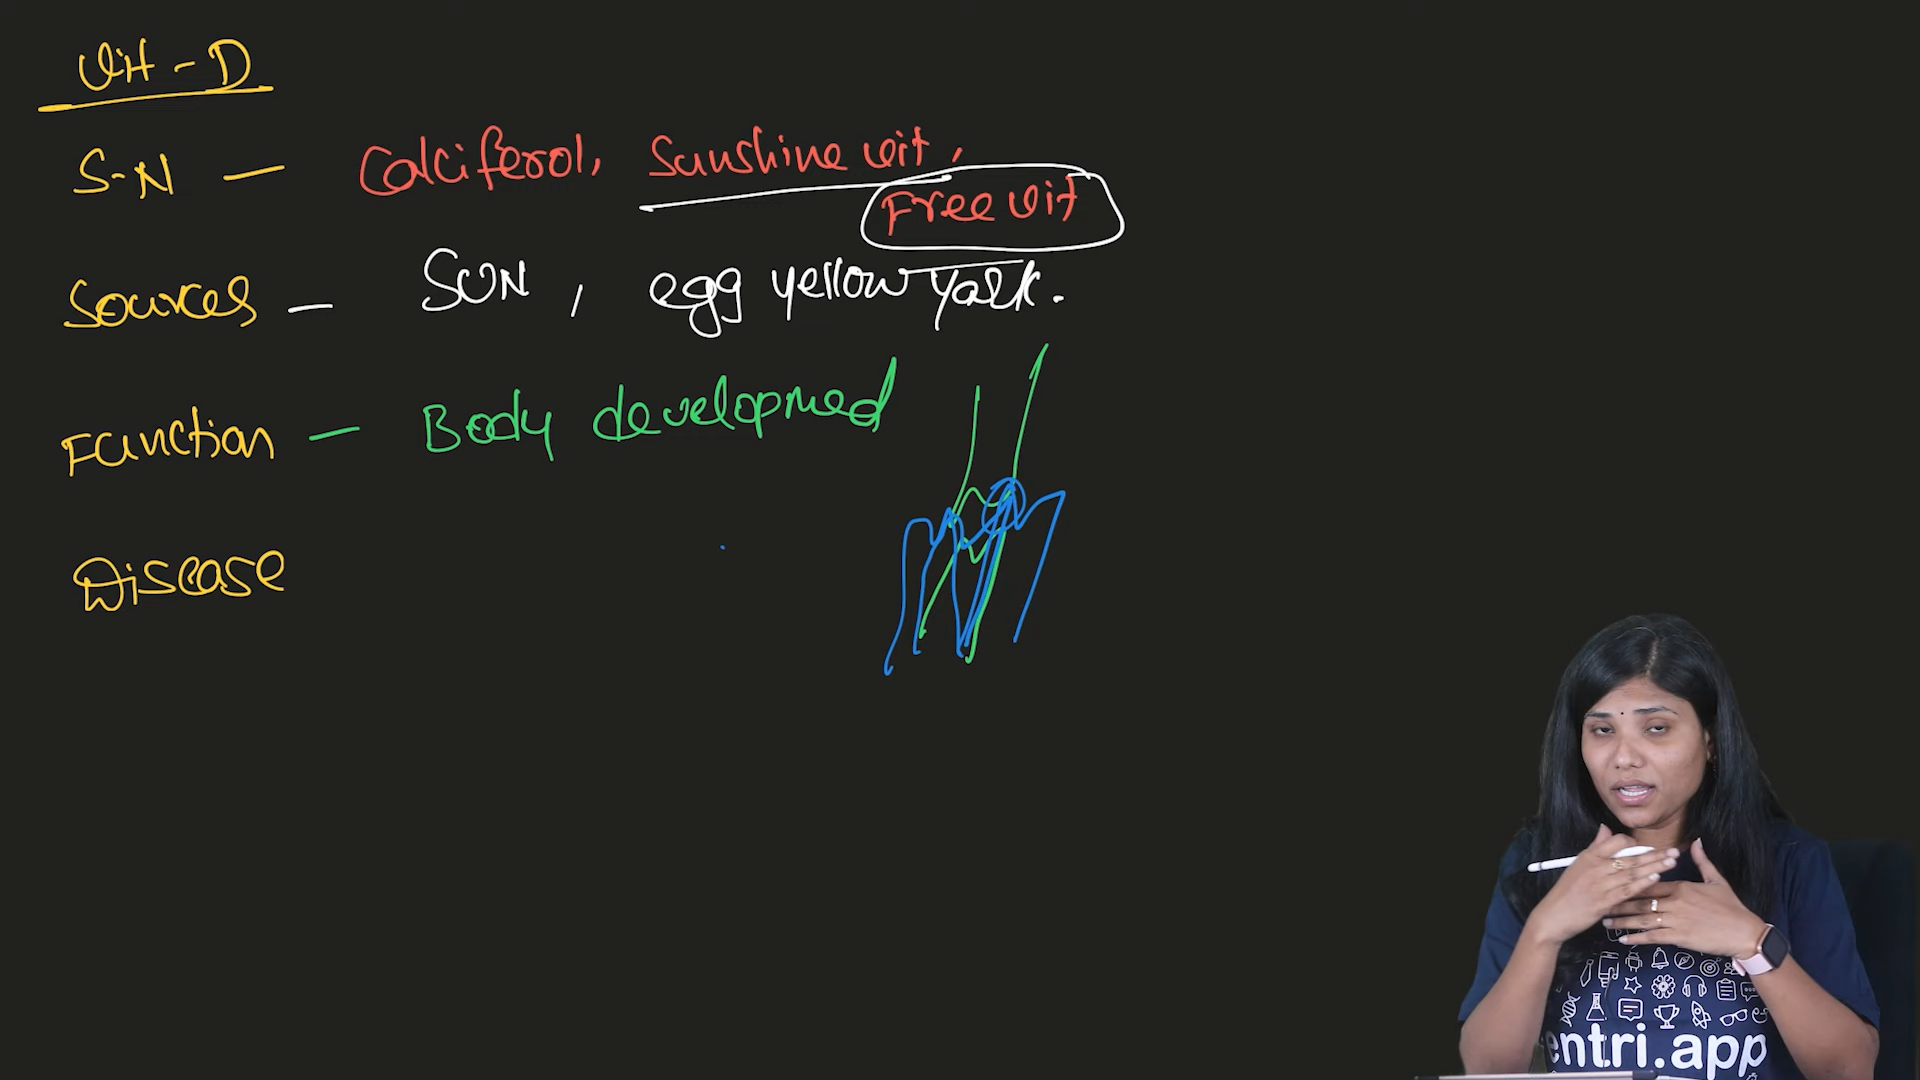 Vit - D
S-N — Calciferol, Sunshine vit,
Free vit
Sources — SUN, egg yellow yolk.
Function — Body developmed
Disease
entri.app